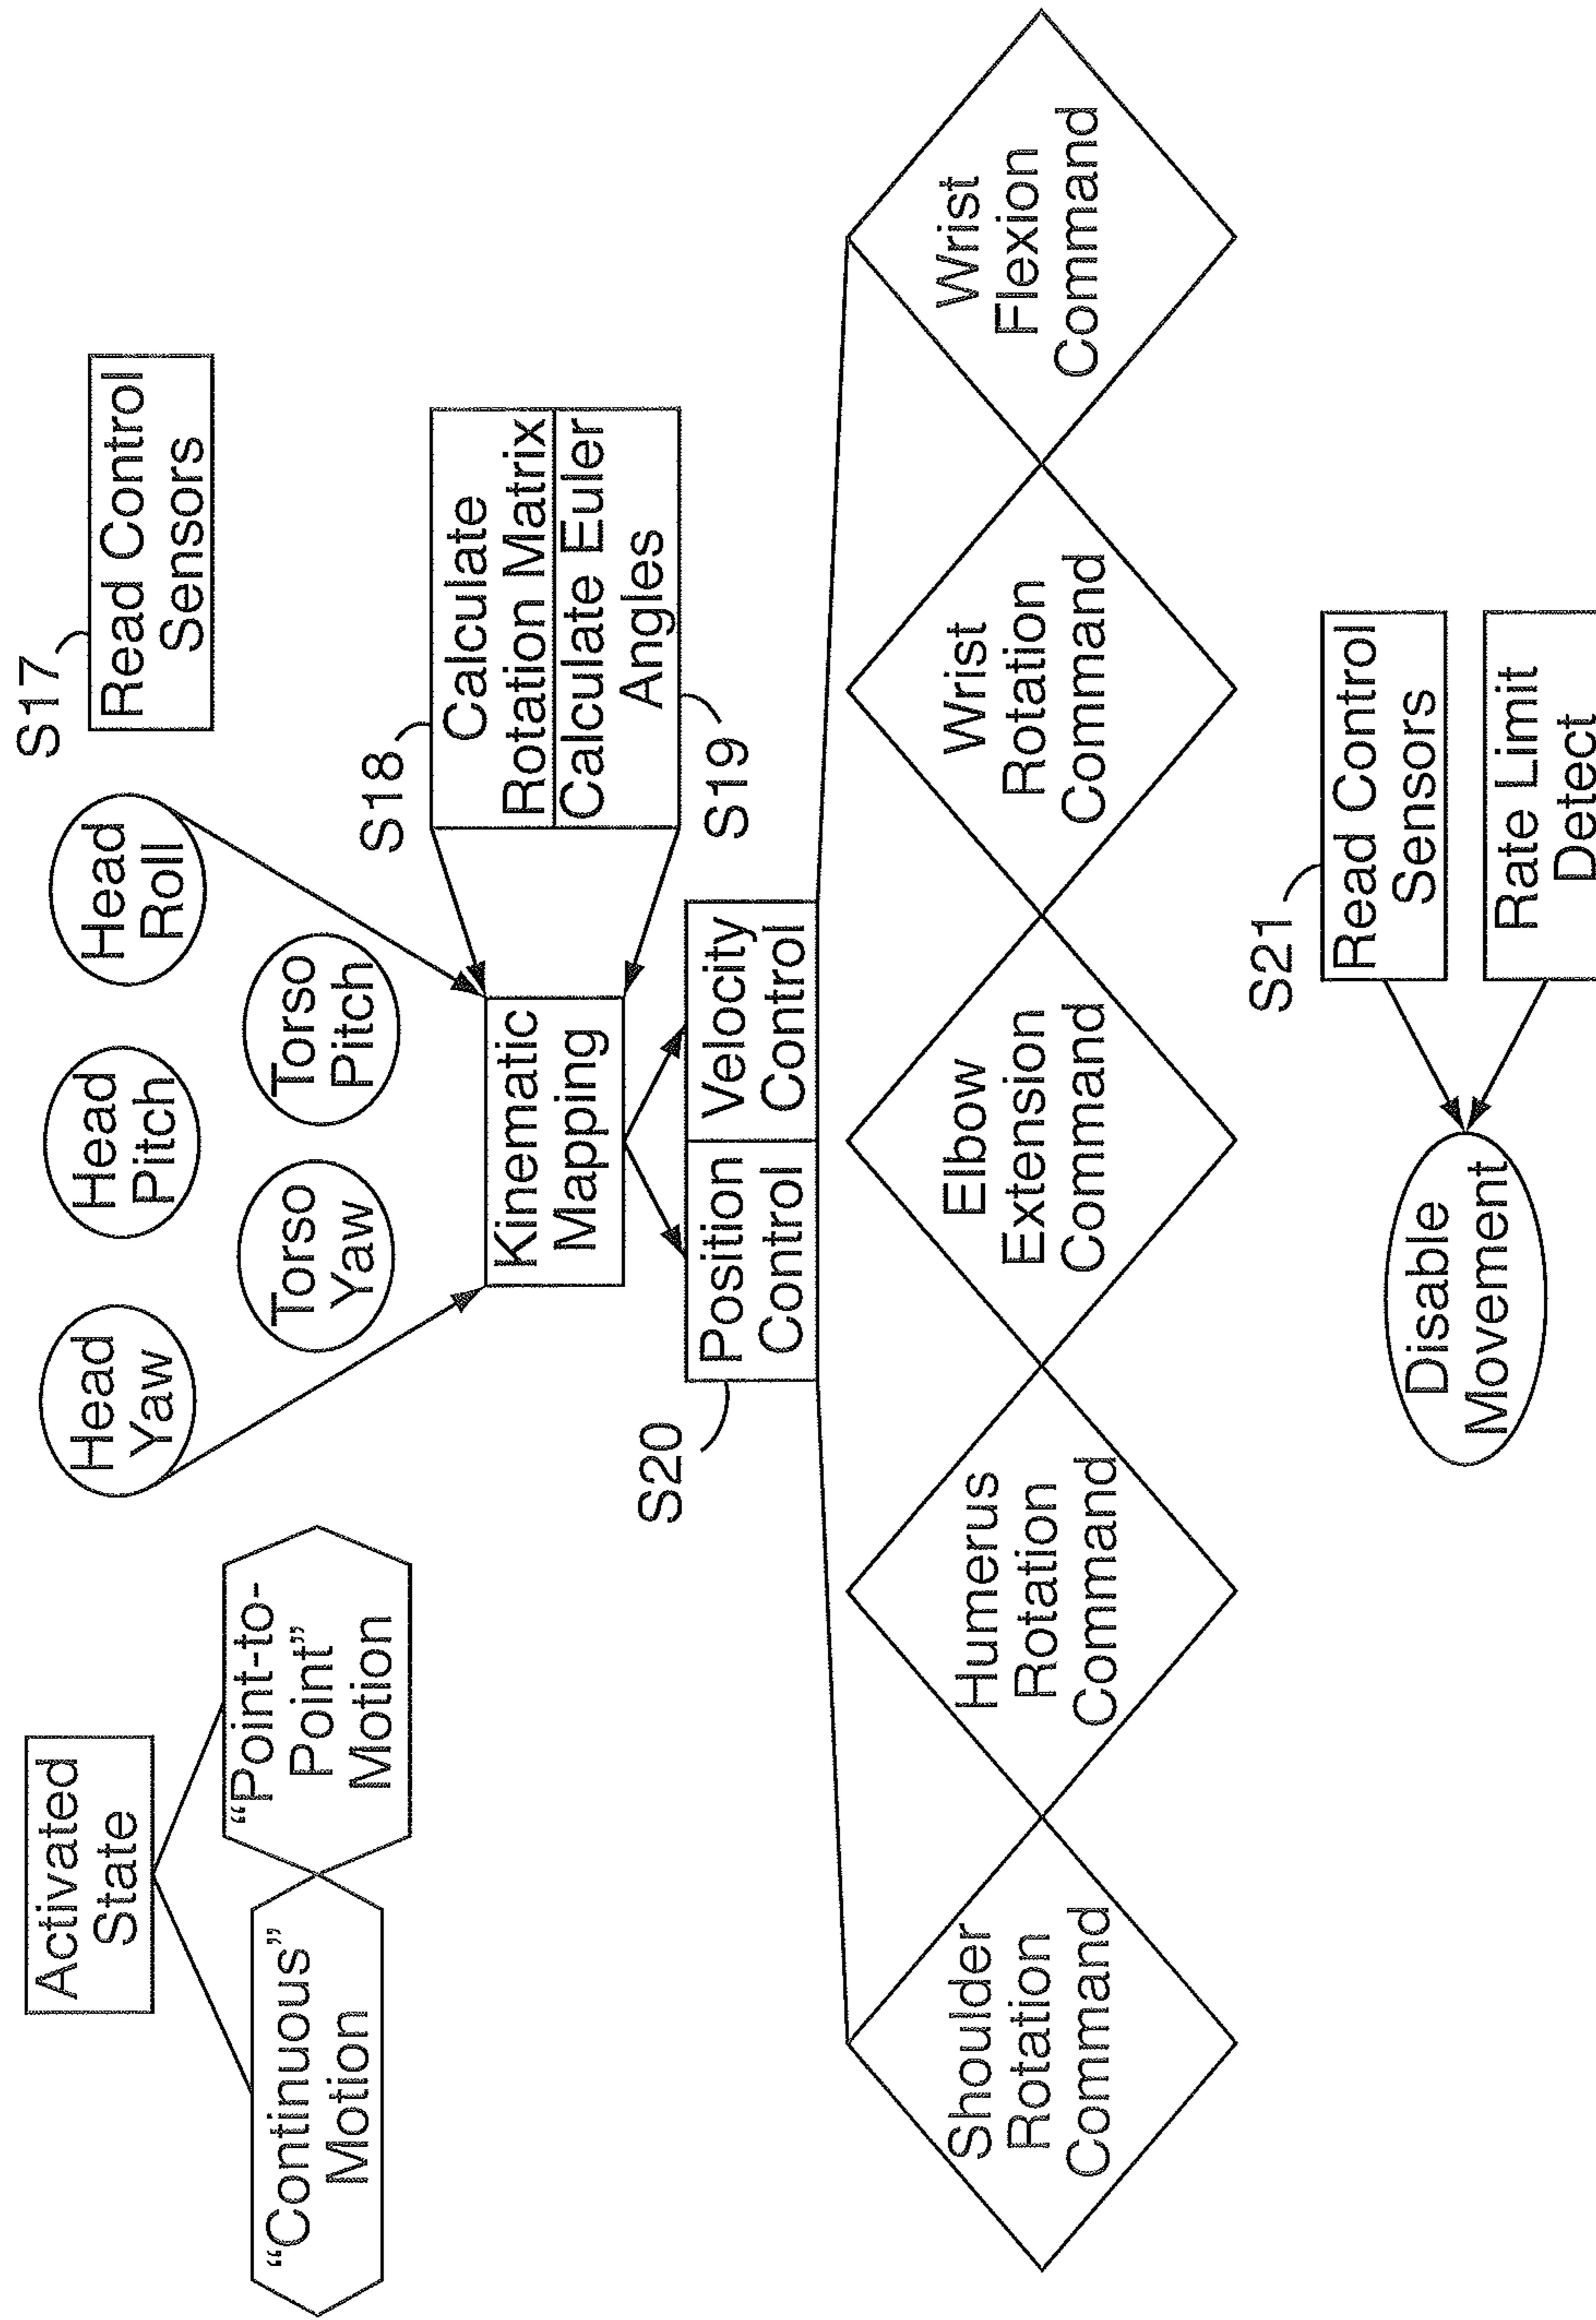 Activated
State
"Continuous"
Motion
"Point-to-
Point"
Motion
Head
Yaw
Head
Pitch
Head
Roll
Torso
Yaw
Torso
Pitch
S17
Read Control
Sensors
Kinematic
Mapping
S18
Calculate
Rotation Matrix
Calculate Euler
Angles
S19
S20
Position
Control
Velocity
Control
Shoulder
Rotation
Command
Humerus
Rotation
Command
Elbow
Extension
Command
Wrist
Rotation
Command
Wrist
Flexion
Command
Disable
Movement
S21
Read Control
Sensors
Rate Limit
Detect